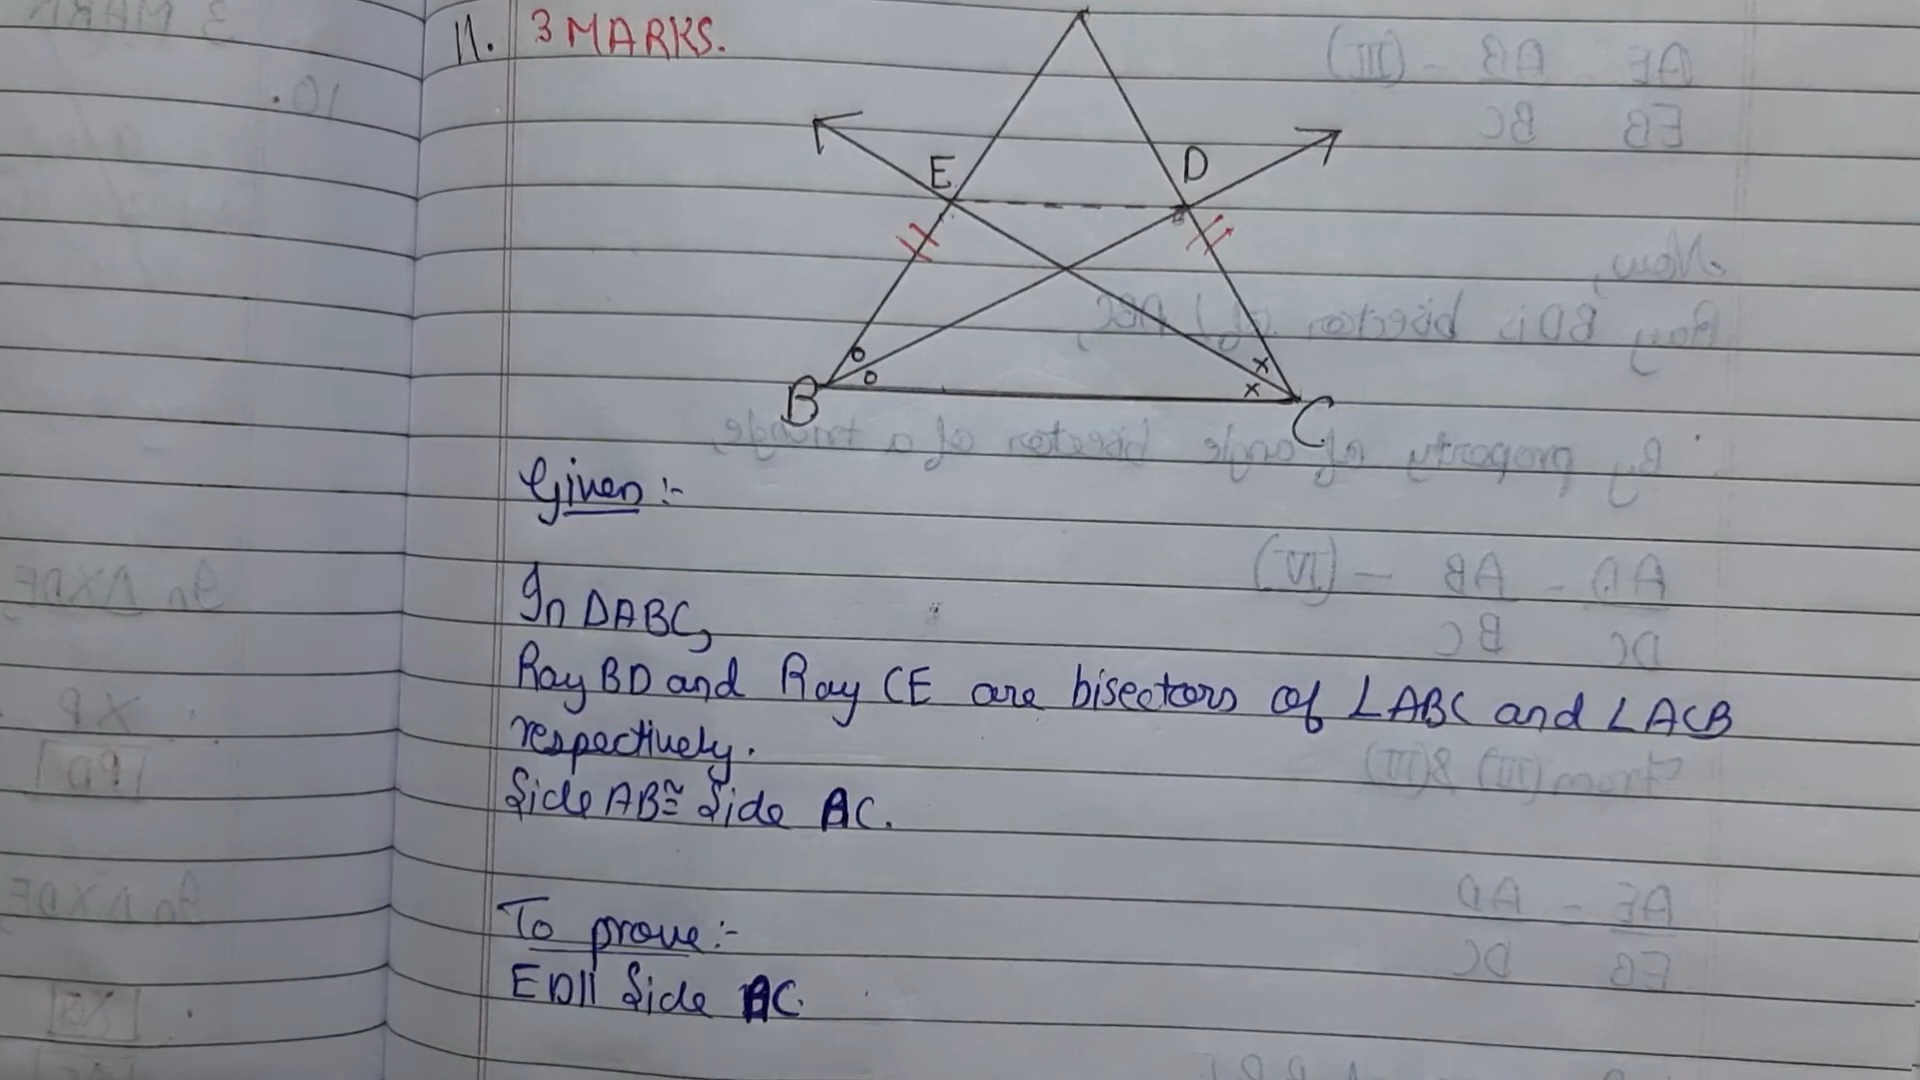 11. 3 MARKS.
E D
B C
Given :-
In ΔABC,
Ray BD and Ray CE are bisectors of ∠ABC and ∠ACB
respectively.
Side AB ≅ Side AC.
To prove:-
ED || Side AC.